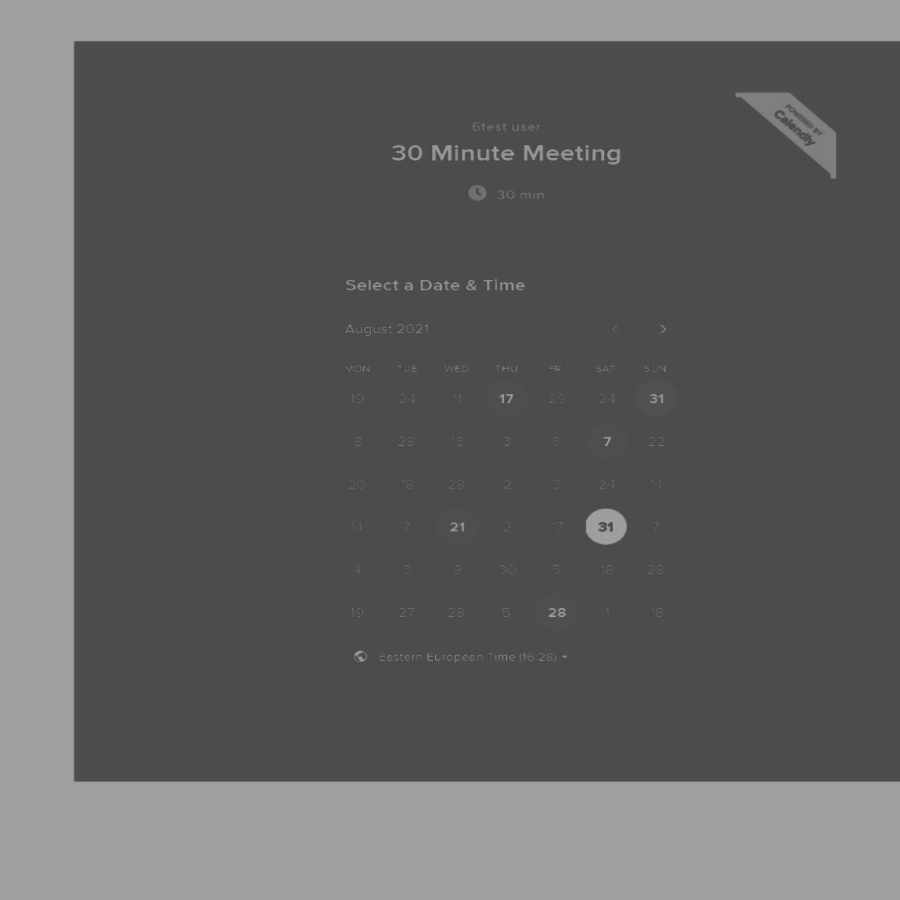 POWERED BY
Calendly
6test user
30 Minute Meeting
30 min
Select a Date & Time
August 2021
MON TUE WED THU FRI SAT SUN
19 24 11 17 29 24 31
8 28 15 3 6 7 22
20 18 28 2 3 24 14
14 7 21 2 17 31 7
4 3 9 30 5 18 28
19 27 28 5 28 1 18
Eastern European Time (16:28)